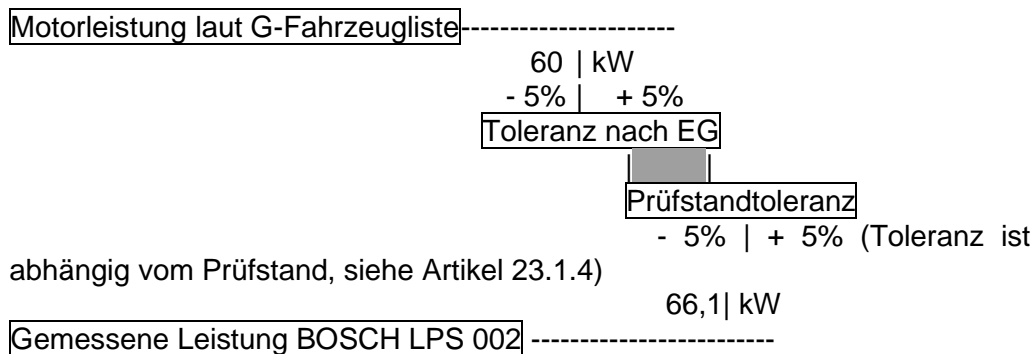 Motorleistung laut G-Fahrzeugliste----------------------
60 | kW
- 5% | + 5%
Toleranz nach EG
| |
Prüfstandtoleranz
- 5% | + 5% (Toleranz ist
abhängig vom Prüfstand, siehe Artikel 23.1.4)
66,1| kW
Gemessene Leistung BOSCH LPS 002 -------------------------